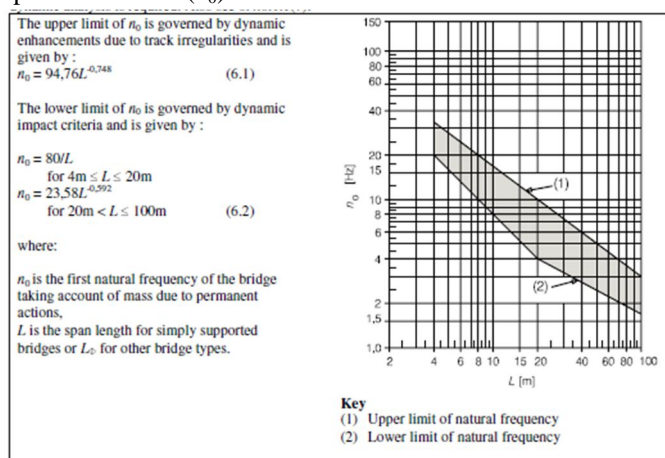 The upper limit of n₀ is governed by dynamic
enhancements due to track irregularities and is
given by :
n₀ = 94,76L⁻⁰,⁷⁴⁸ (6.1)
The lower limit of n₀ is governed by dynamic
impact criteria and is given by :
n₀ = 80/L
for 4m ≤ L ≤ 20m
n₀ = 23,58L⁻⁰,⁵⁹²
for 20m < L ≤ 100m (6.2)
where:
n₀ is the first natural frequency of the bridge
taking account of mass due to permanent
actions,
L is the span length for simply supported
bridges or L_Φ for other bridge types.
150
100
80
60
40
20
15
10
8
6
4
2
1,5
1,0
n₀ [Hz]
(1)
(2)
2 4 6 8 10 15 20 40 60 80 100
L [m]
Key
(1) Upper limit of natural frequency
(2) Lower limit of natural frequency